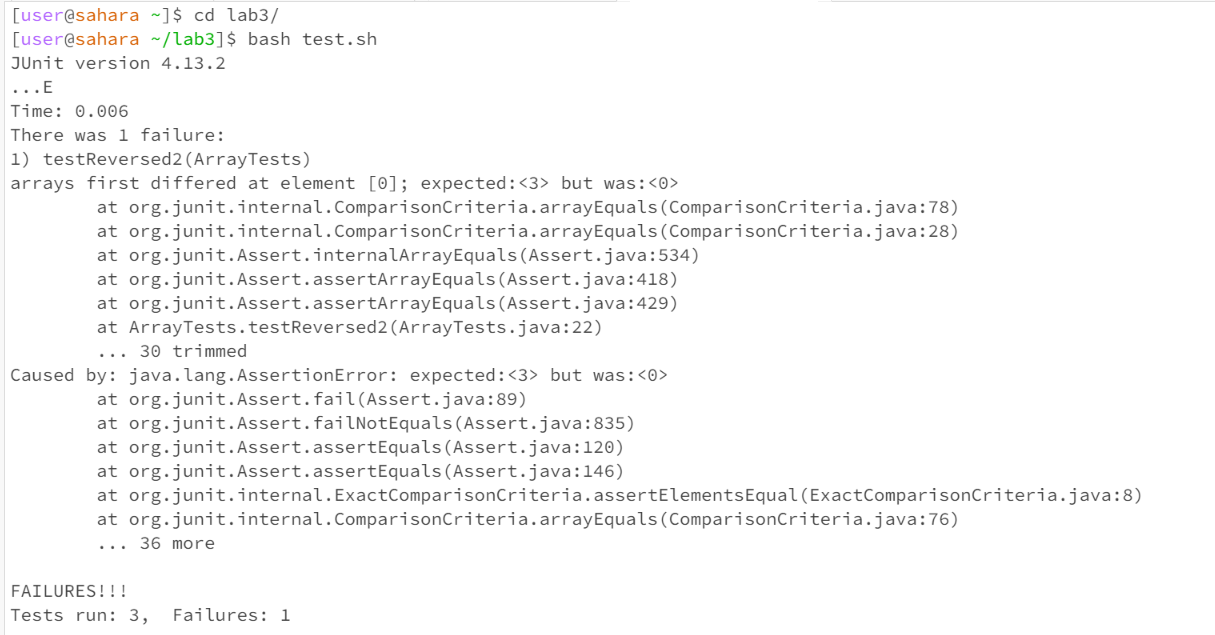 [user@sahara ~]$ cd lab3/
[user@sahara ~/lab3]$ bash test.sh
JUnit version 4.13.2
...E
Time: 0.006
There was 1 failure:
1) testReversed2(ArrayTests)
arrays first differed at element [0]; expected:<3> but was:<0>
        at org.junit.internal.ComparisonCriteria.arrayEquals(ComparisonCriteria.java:78)
        at org.junit.internal.ComparisonCriteria.arrayEquals(ComparisonCriteria.java:28)
        at org.junit.Assert.internalArrayEquals(Assert.java:534)
        at org.junit.Assert.assertArrayEquals(Assert.java:418)
        at org.junit.Assert.assertArrayEquals(Assert.java:429)
        at ArrayTests.testReversed2(ArrayTests.java:22)
        ... 30 trimmed
Caused by: java.lang.AssertionError: expected:<3> but was:<0>
        at org.junit.Assert.fail(Assert.java:89)
        at org.junit.Assert.failNotEquals(Assert.java:835)
        at org.junit.Assert.assertEquals(Assert.java:120)
        at org.junit.Assert.assertEquals(Assert.java:146)
        at org.junit.internal.ExactComparisonCriteria.assertElementsEqual(ExactComparisonCriteria.java:8)
        at org.junit.internal.ComparisonCriteria.arrayEquals(ComparisonCriteria.java:76)
        ... 36 more

FAILURES!!!
Tests run: 3,  Failures: 1